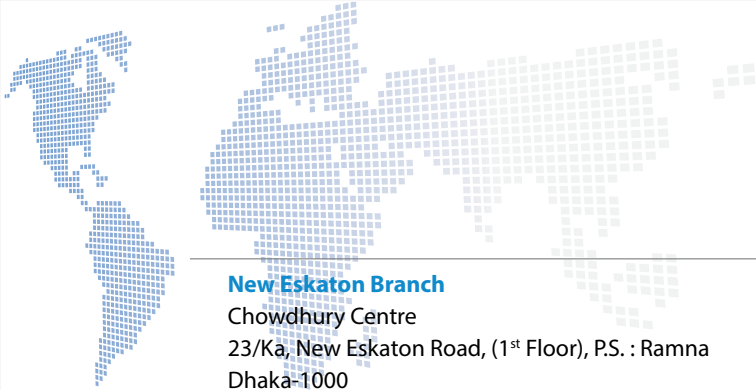 New Eskaton Branch
Chowdhury Centre
23/Ka, New Eskaton Road, (1st Floor), P.S. : Ramna
Dhaka-1000